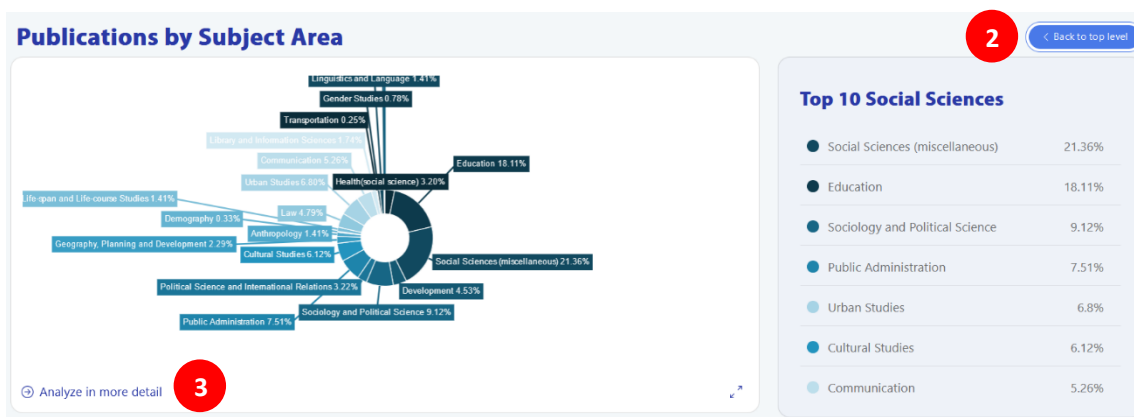 Publications by Subject Area
2
Back to top level
Linguistics and Language 1.41%
Gender Studies 0.78%
Transportation 0.25%
Library and Information Sciences 1.74%
Communication 5.26%
Education 18.11%
Urban Studies 6.80%
Health(social science) 3.20%
Life-span and Life-course Studies 1.41%
Law 4.79%
Demography 0.33%
Anthropology 1.41%
Geography, Planning and Development 2.29%
Cultural Studies 6.12%
Social Sciences (miscellaneous) 21.36%
Political Science and International Relations 3.22%
Development 4.53%
Sociology and Political Science 9.12%
Public Administration 7.51%
Analyze in more detail
3
Top 10 Social Sciences
Social Sciences (miscellaneous) 21.36%
Education 18.11%
Sociology and Political Science 9.12%
Public Administration 7.51%
Urban Studies 6.8%
Cultural Studies 6.12%
Communication 5.26%